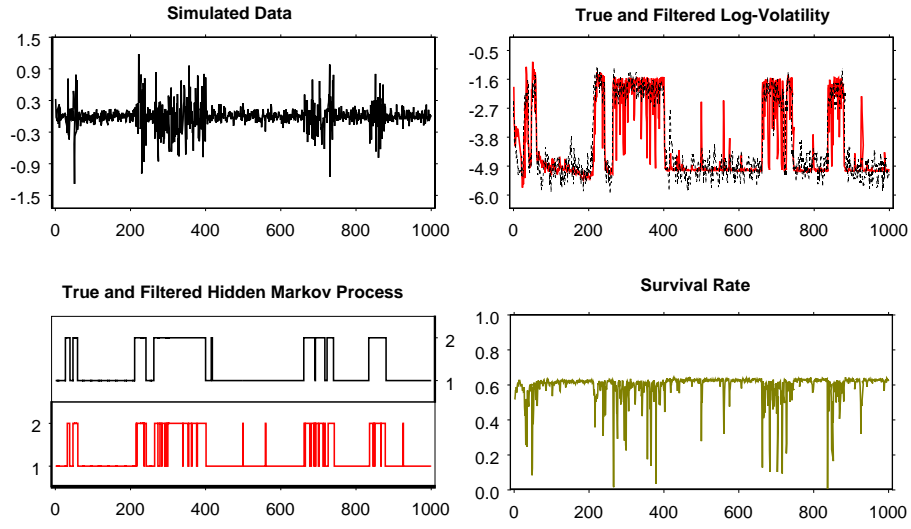 Simulated Data
1.5
0.9
0.3
-0.3
-0.9
-1.5
0 200 400 600 800 1000
True and Filtered Log-Volatility
-0.5
-1.6
-2.7
-3.8
-4.9
-6.0
0 200 400 600 800 1000
True and Filtered Hidden Markov Process
2
1
2
1
0 200 400 600 800 1000
Survival Rate
1.0
0.8
0.6
0.4
0.2
0.0
0 200 400 600 800 1000